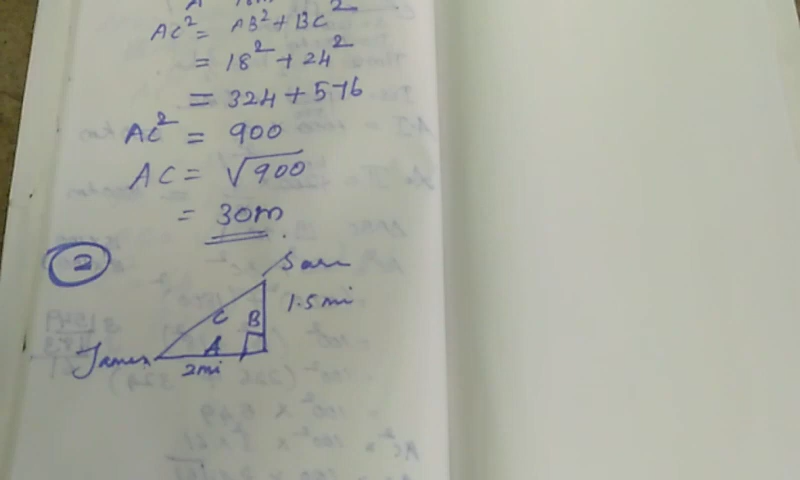 AC² = AB² + BC²
= 18² + 24²
= 324 + 576
AC² = 900
AC = √900
= 30m
2
Sam
1.5mi
C B
James A
2mi